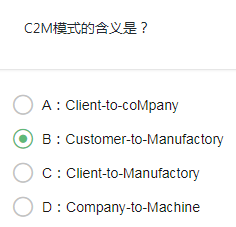 C2M模式的含义是？
A：Client-to-coMpany
B：Customer-to-Manufactory
C：Client-to-Manufactory
D：Company-to-Machine